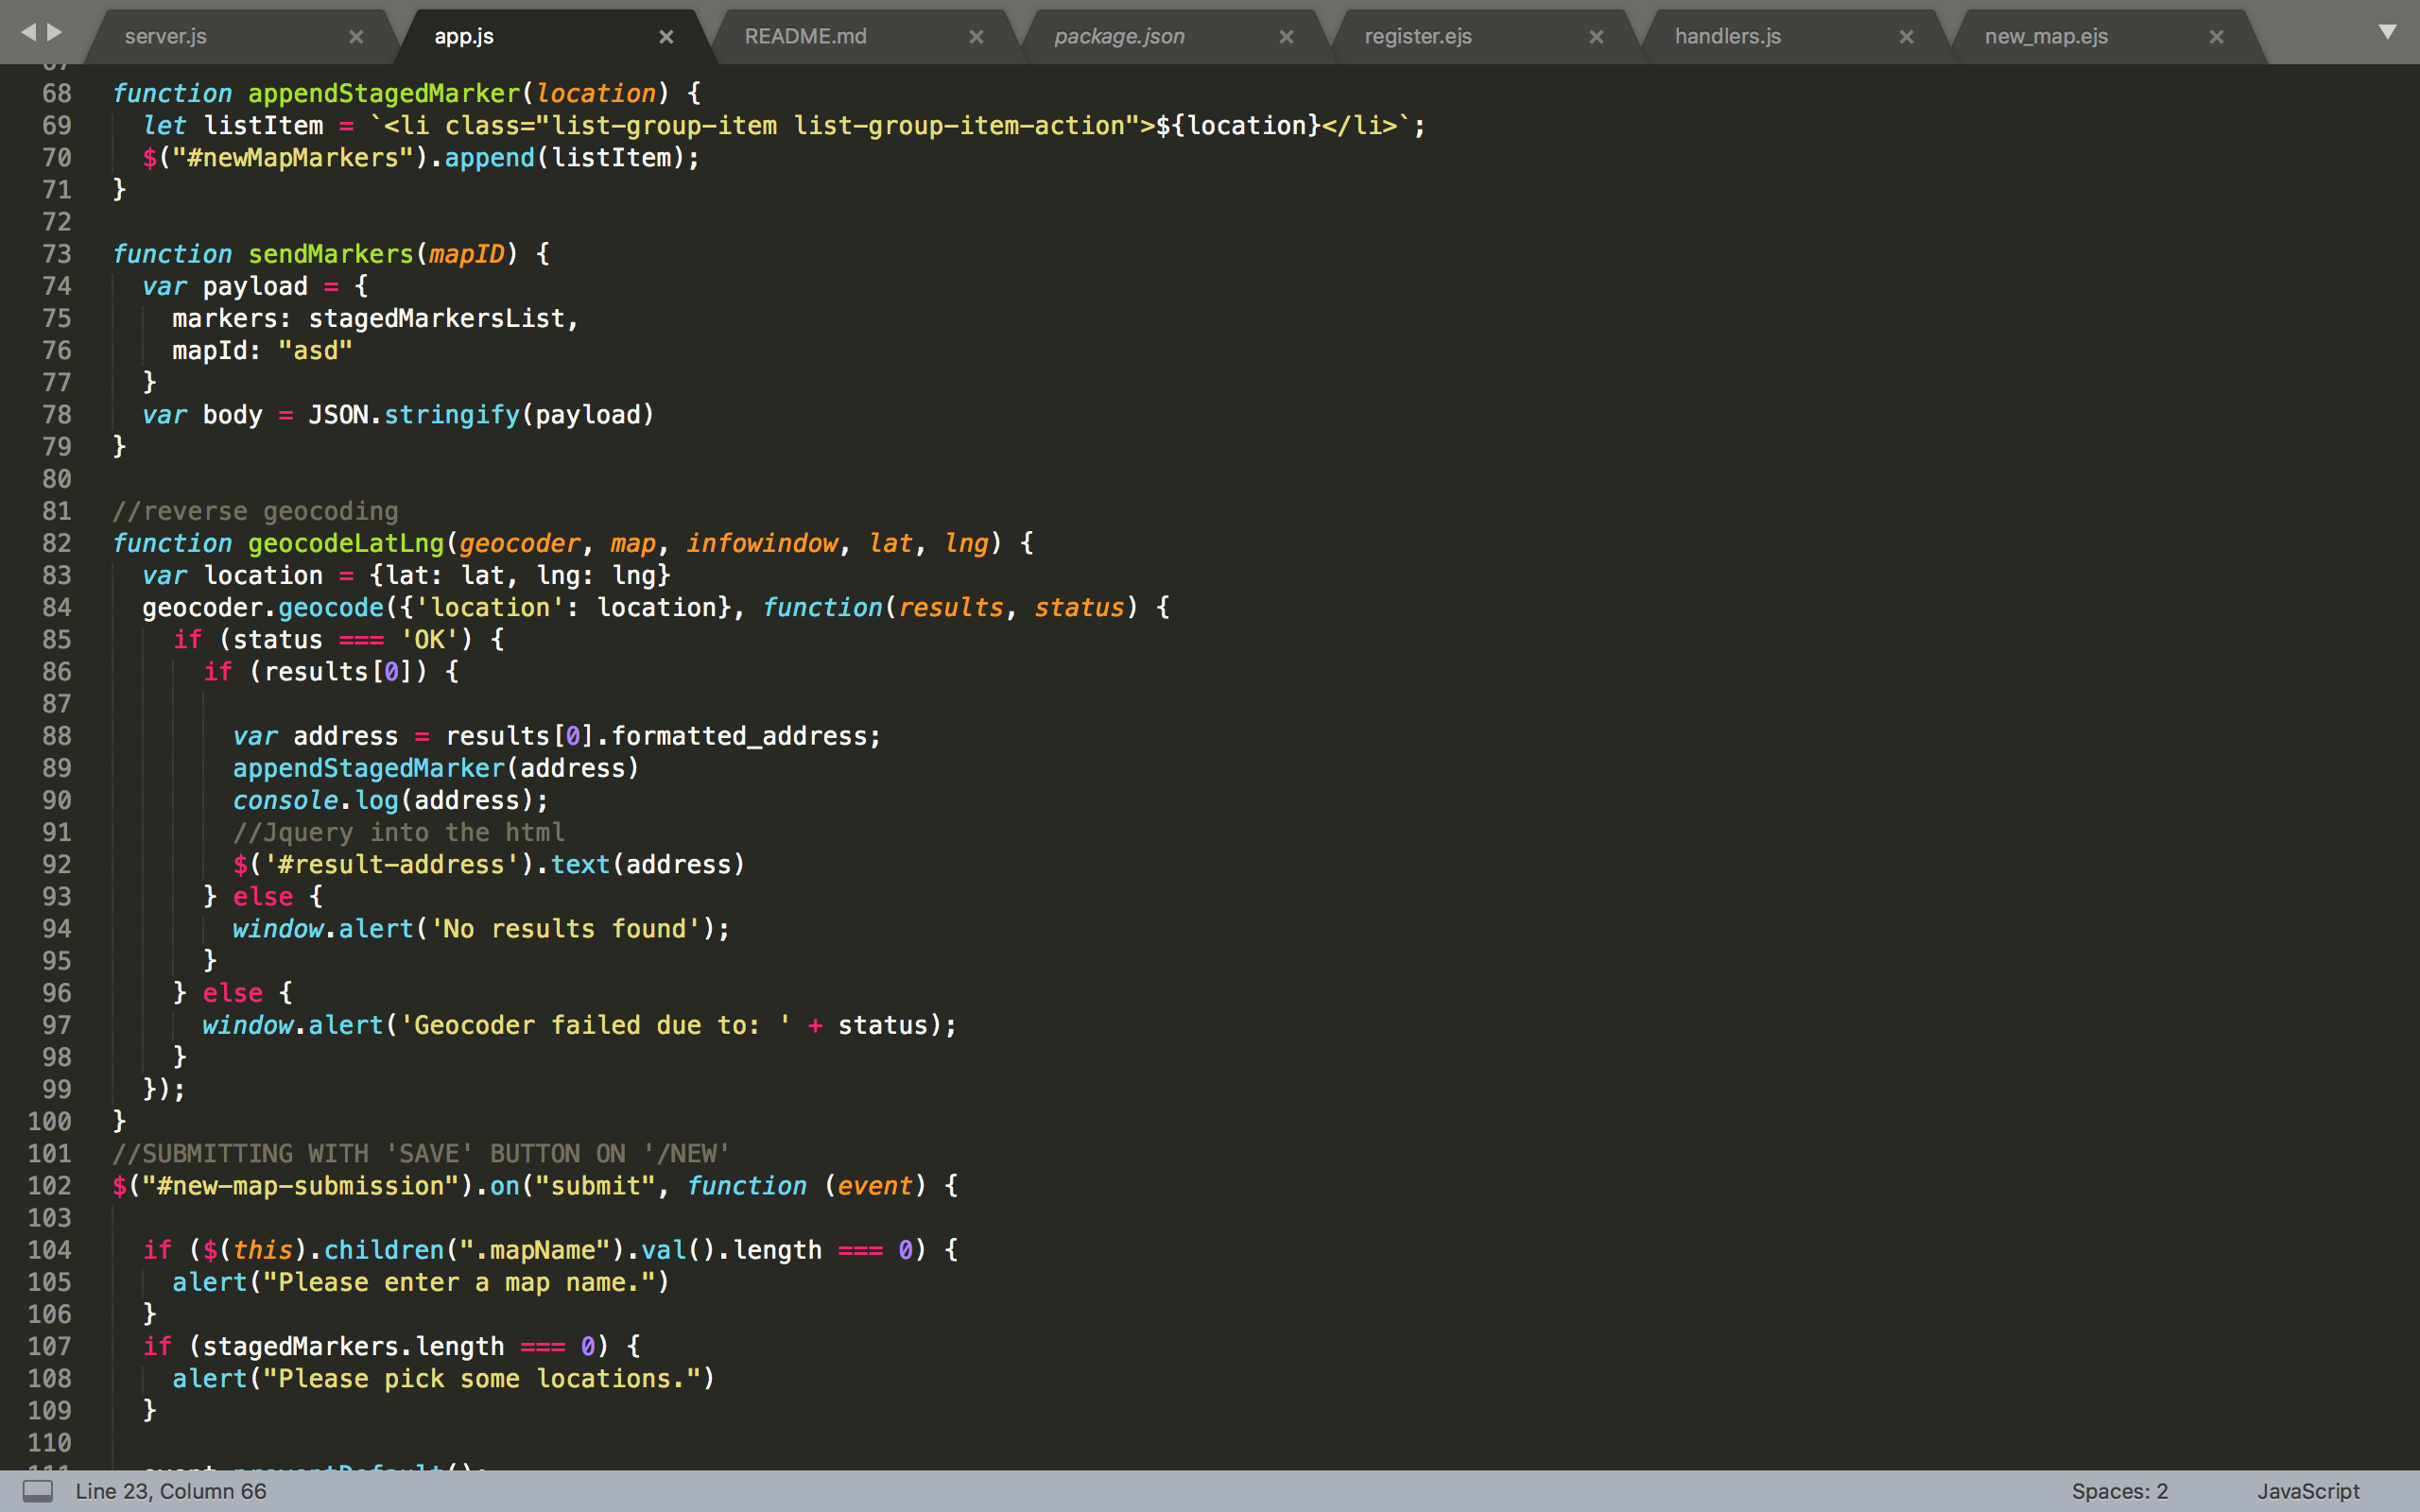 server.js × app.js × README.md × package.json × register.ejs × handlers.js × new_map.ejs ×
67
68 function appendStagedMarker(location) {
69   let listItem = `<li class="list-group-item list-group-item-action">${location}</li>`;
70   $("#newMapMarkers").append(listItem);
71 }
72
73 function sendMarkers(mapID) {
74   var payload = {
75     markers: stagedMarkersList,
76     mapId: "asd"
77   }
78   var body = JSON.stringify(payload)
79 }
80
81 //reverse geocoding
82 function geocodeLatLng(geocoder, map, infowindow, lat, lng) {
83   var location = {lat: lat, lng: lng}
84   geocoder.geocode({'location': location}, function(results, status) {
85     if (status === 'OK') {
86       if (results[0]) {
87
88         var address = results[0].formatted_address;
89         appendStagedMarker(address)
90         console.log(address);
91         //Jquery into the html
92         $('#result-address').text(address)
93       } else {
94         window.alert('No results found');
95       }
96     } else {
97       window.alert('Geocoder failed due to: ' + status);
98     }
99   });
100 }
101 //SUBMITTING WITH 'SAVE' BUTTON ON '/NEW'
102 $("#new-map-submission").on("submit", function (event) {
103
104   if ($(this).children(".mapName").val().length === 0) {
105     alert("Please enter a map name.")
106   }
107   if (stagedMarkers.length === 0) {
108     alert("Please pick some locations.")
109   }
110
111   event.preventDefault();
Line 23, Column 66 Spaces: 2 JavaScript